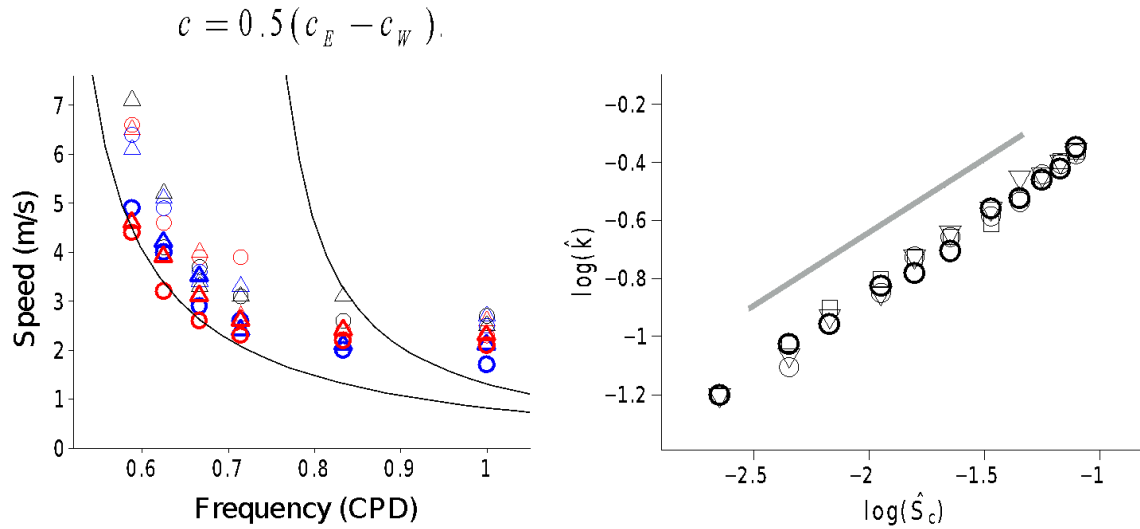 c = 0.5(c_E − c_W).
7
6
5
4
3
2
1
0
Speed (m/s)
0.6 0.7 0.8 0.9 1
Frequency (CPD)
−0.2
−0.4
−0.6
−0.8
−1
−1.2
log(k̂)
−2.5 −2 −1.5 −1
log(Ŝ_c)